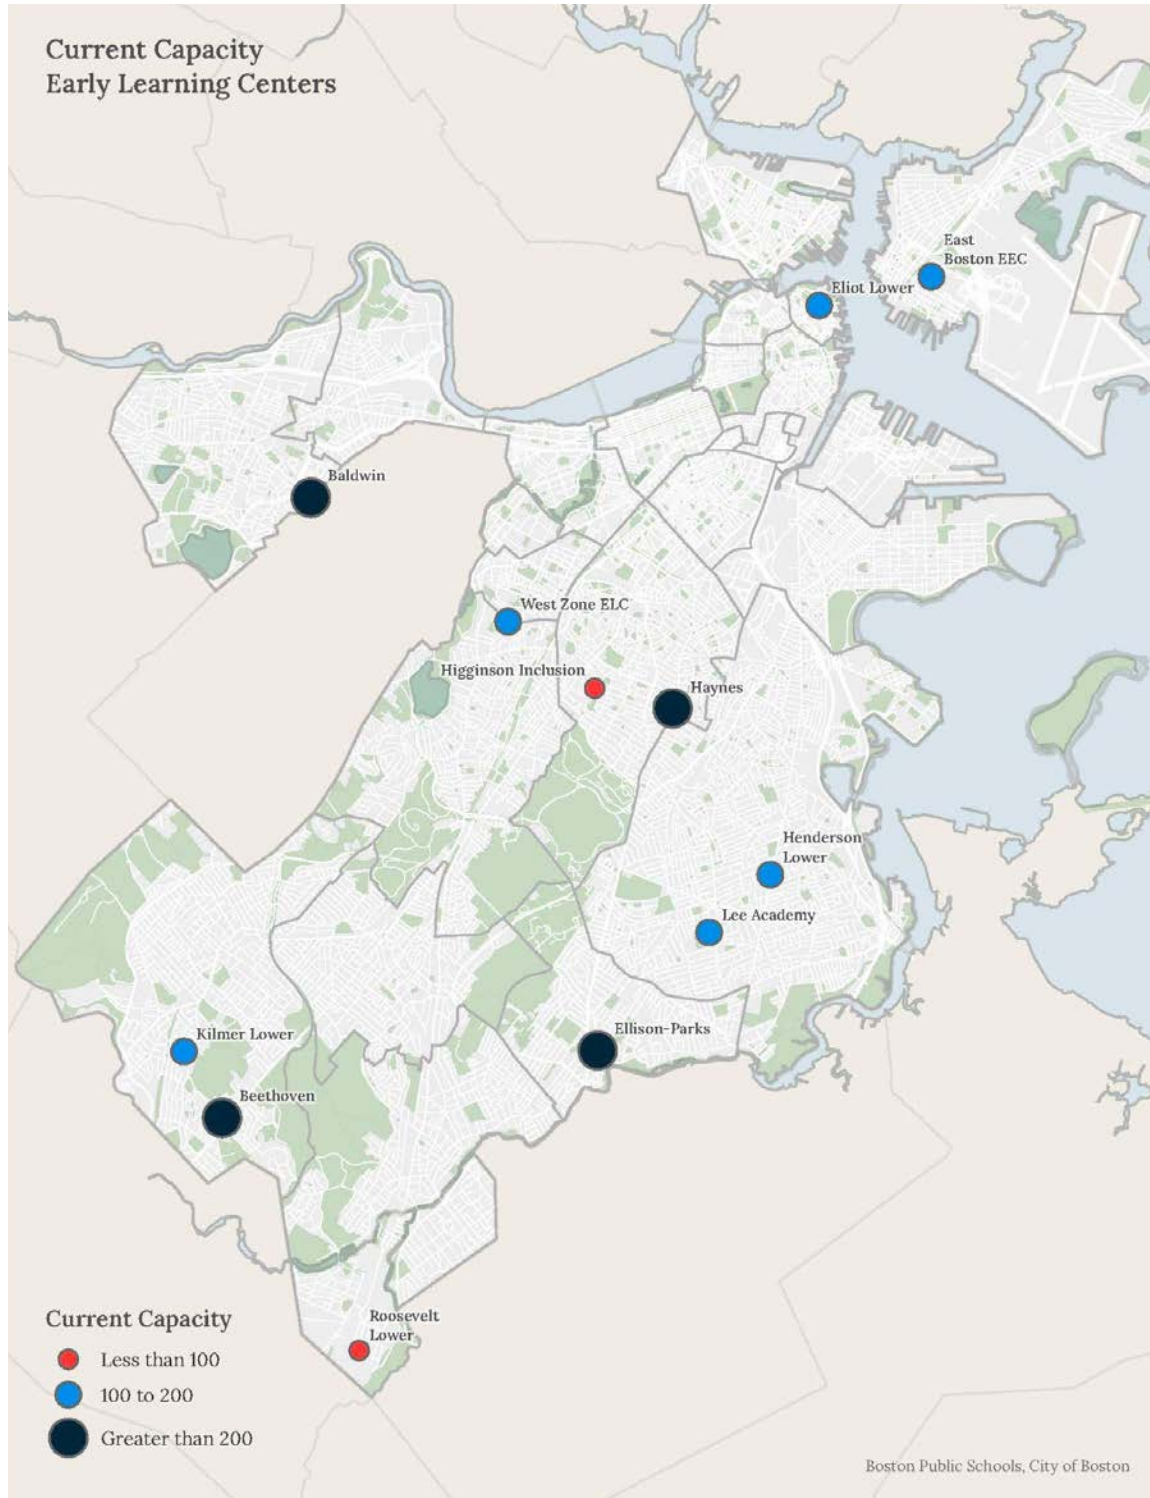 Current Capacity
Early Learning Centers
East
Boston EEC
Eliot Lower
Baldwin
West Zone ELC
Higginson Inclusion
Haynes
Henderson
Lower
Lee Academy
Ellison-Parks
Kilmer Lower
Beethoven
Roosevelt
Lower
Current Capacity
Less than 100
100 to 200
Greater than 200
Boston Public Schools, City of Boston